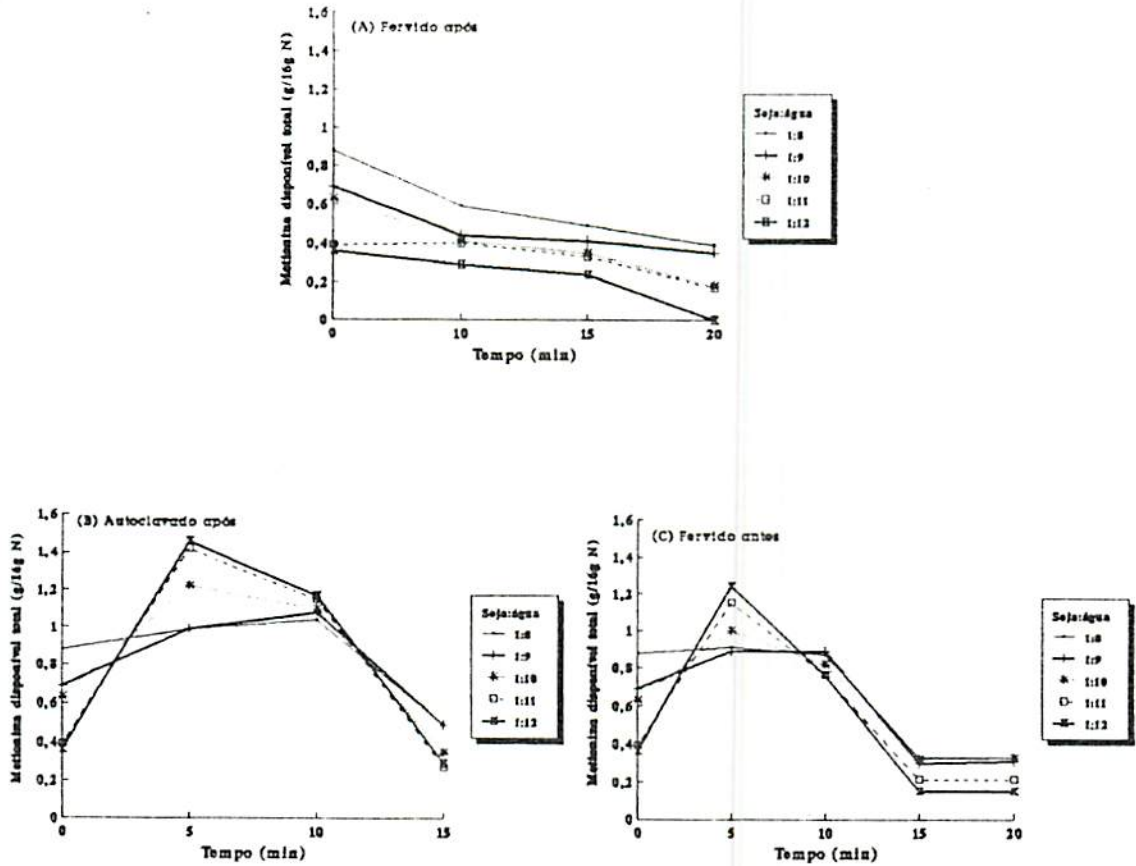 (A) Fervido após
Metionina disponível total (g/16g N)
1,6
1,4
1,2
1
0,8
0,6
0,4
0,2
0
0 10 15 20
Tempo (min)
Soja:água
1:8
1:9
1:10
1:11
1:12
(B) Autoclavado após
Metionina disponível total (g/16g N)
1,6
1,4
1,2
1
0,8
0,6
0,4
0,2
0
0 5 10 15
Tempo (min)
Soja:água
1:8
1:9
1:10
1:11
1:12
(C) Fervido antes
Metionina disponível total (g/16g N)
1,6
1,4
1,2
1
0,8
0,6
0,4
0,2
0
0 5 10 15 20
Tempo (min)
Soja:água
1:8
1:9
1:10
1:11
1:12